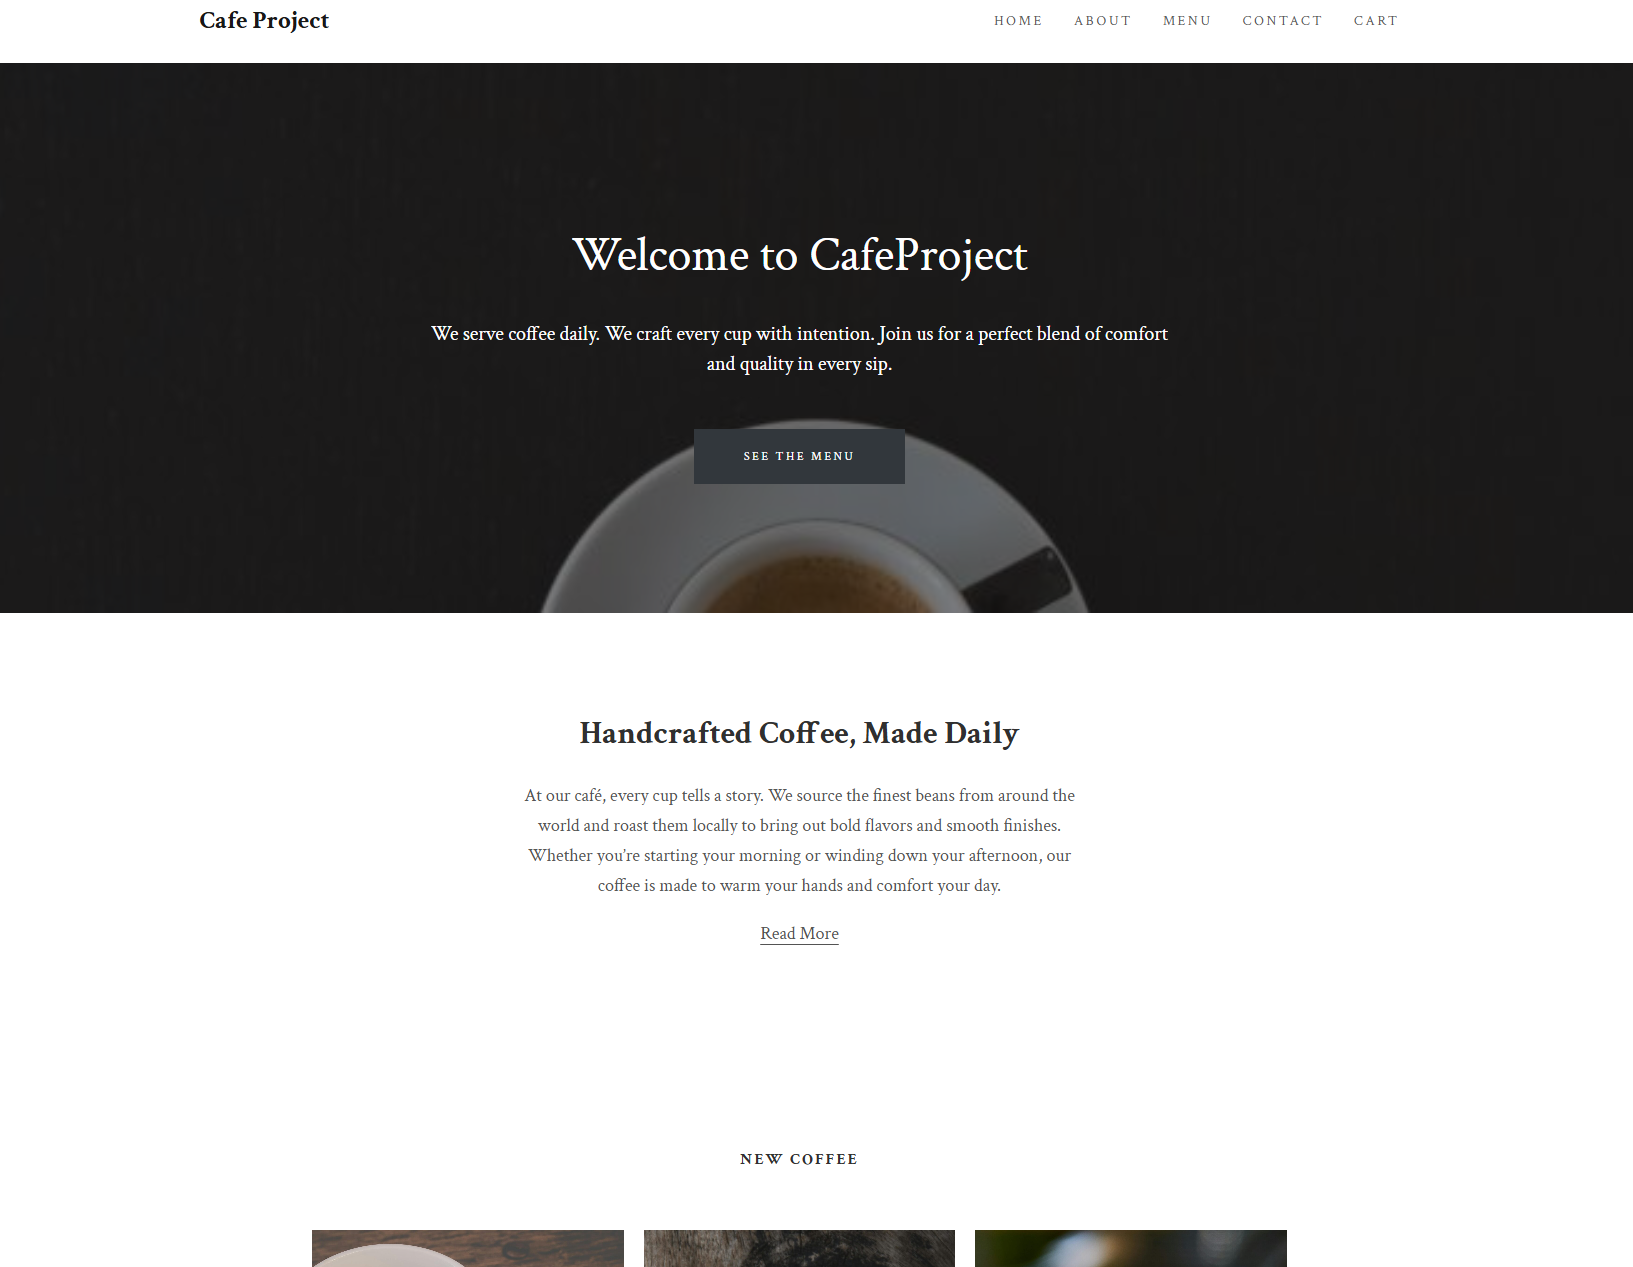 Cafe Project
HOME ABOUT MENU CONTACT CART
Welcome to CafeProject
We serve coffee daily. We craft every cup with intention. Join us for a perfect blend of comfort
and quality in every sip.
SEE THE MENU
Handcrafted Coffee, Made Daily
At our café, every cup tells a story. We source the finest beans from around the
world and roast them locally to bring out bold flavors and smooth finishes.
Whether you’re starting your morning or winding down your afternoon, our
coffee is made to warm your hands and comfort your day.
Read More
NEW COFFEE